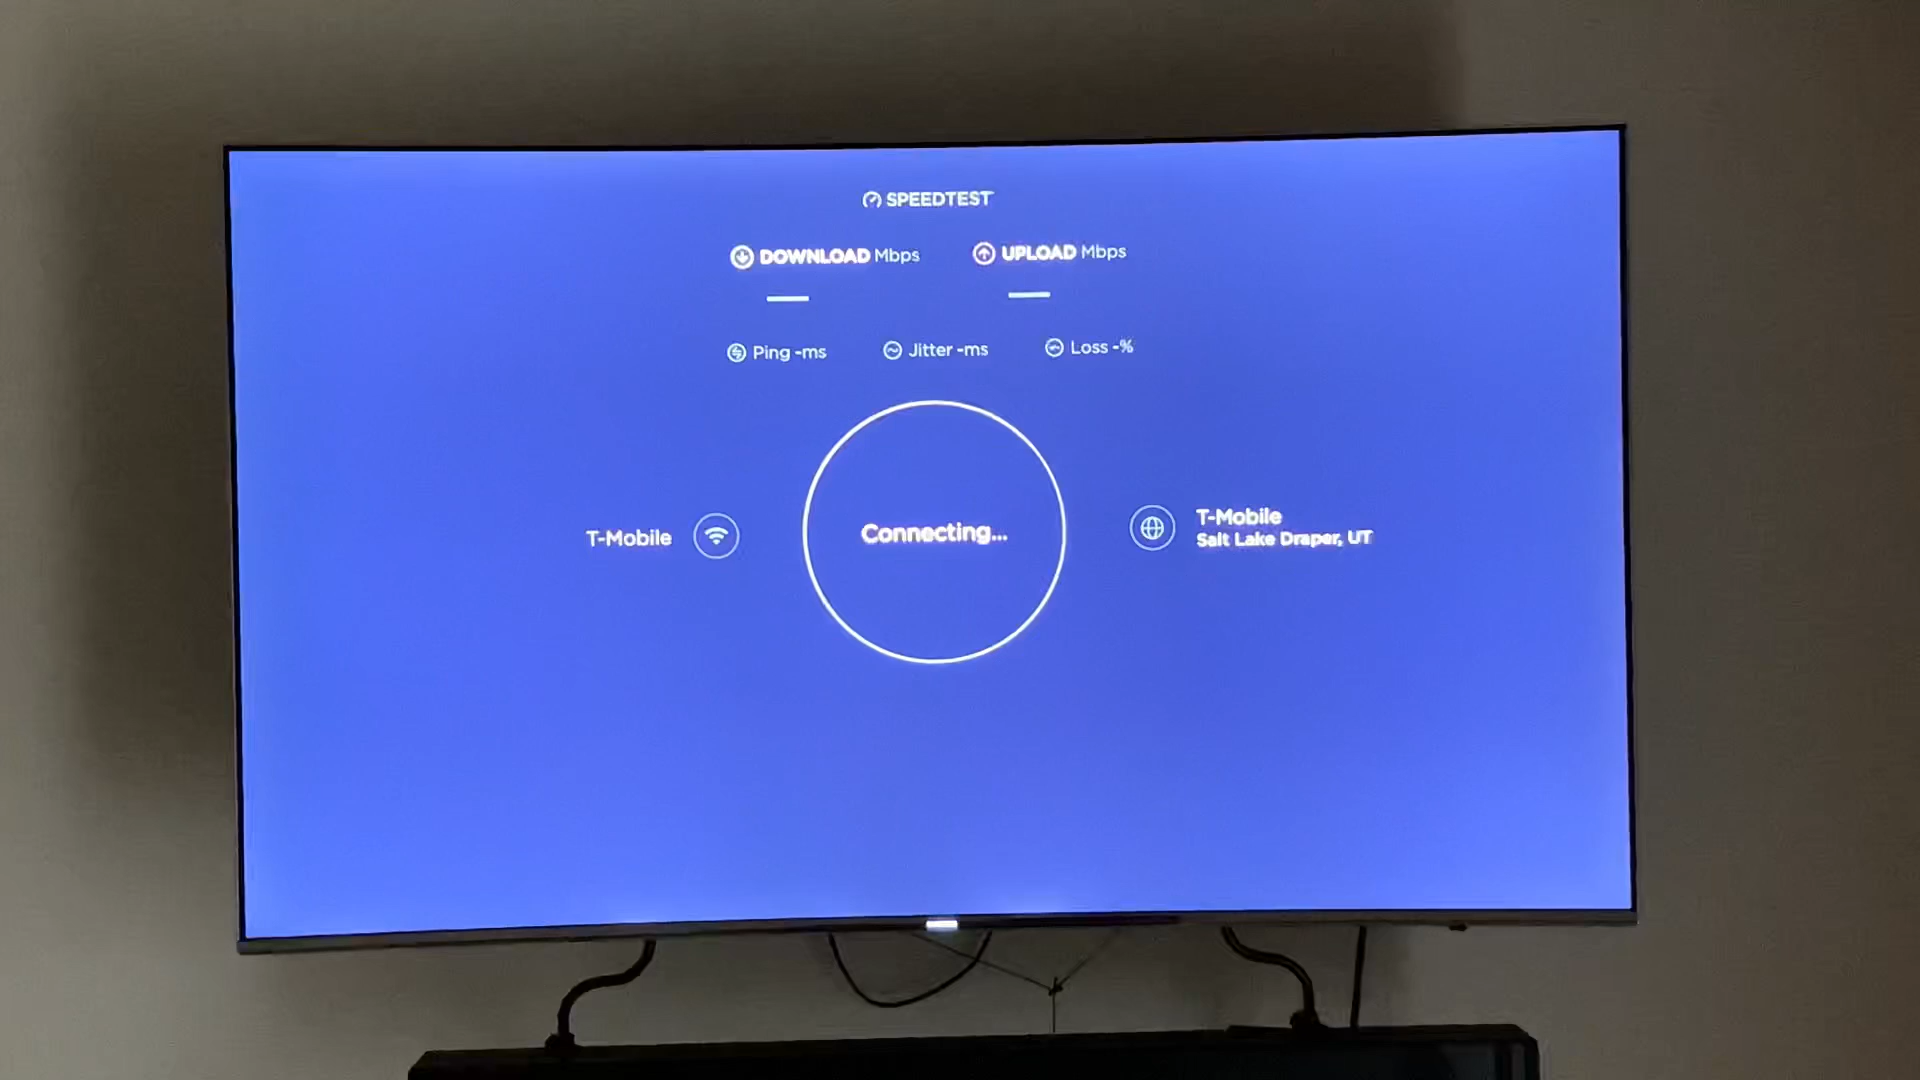 SPEEDTEST
DOWNLOAD Mbps
UPLOAD Mbps
Ping -ms
Jitter -ms
Loss -%
T-Mobile
Connecting...
T-Mobile
Salt Lake Draper, UT